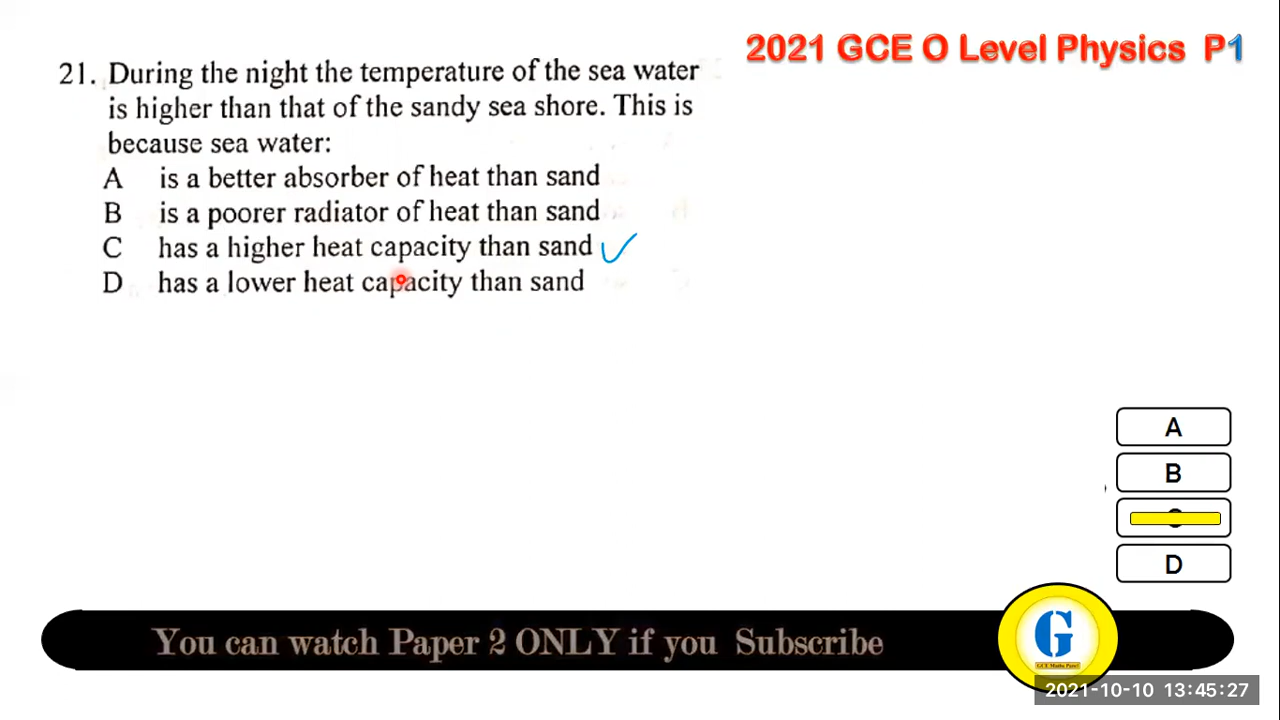 2021 GCE O Level Physics P1
21. During the night the temperature of the sea water
is higher than that of the sandy sea shore. This is
because sea water:
A is a better absorber of heat than sand
B is a poorer radiator of heat than sand
C has a higher heat capacity than sand
D has a lower heat capacity than sand
A
B
D
You can watch Paper 2 ONLY if you Subscribe
G
GCE Maths Pass!
2021-10-10 13:45:27